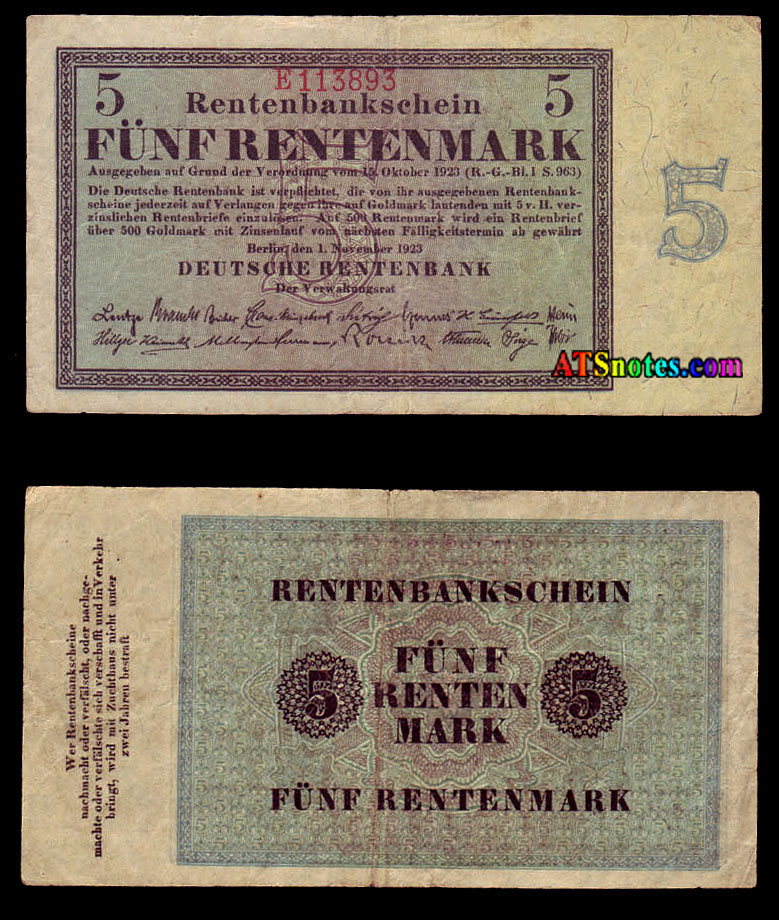 E113893
5 Rentenbankschein 5
FÜNF RENTENMARK
Ausgegeben auf Grund der Verordnung vom 15. Oktober 1923 (R.-G.-Bl. I S. 963)
Die Deutsche Rentenbank ist verpflichtet, die von ihr ausgegebenen Rentenbank-
scheine jederzeit auf Verlangen gegen ihre auf Goldmark lautenden mit 5 v. H. ver-
zinslichen Rentenbriefe einzulösen. Auf 500 Rentenmark wird ein Rentenbrief
über 500 Goldmark mit Zinsenlauf vom nächsten Fälligkeitstermin ab gewährt
Berlin, den 1. November 1923
DEUTSCHE RENTENBANK
Der Verwaltungsrat
Lentze
5
5
ATSnotes.com
Wer Rentenbankscheine
nachmacht oder verfälscht, oder nachge-
machte oder verfälschte sich verschafft und in Verkehr
bringt, wird mit Zuchthaus nicht unter
zwei Jahren bestraft
RENTENBANKSCHEIN
5 FÜNF 5
RENTEN
MARK
FÜNF RENTENMARK